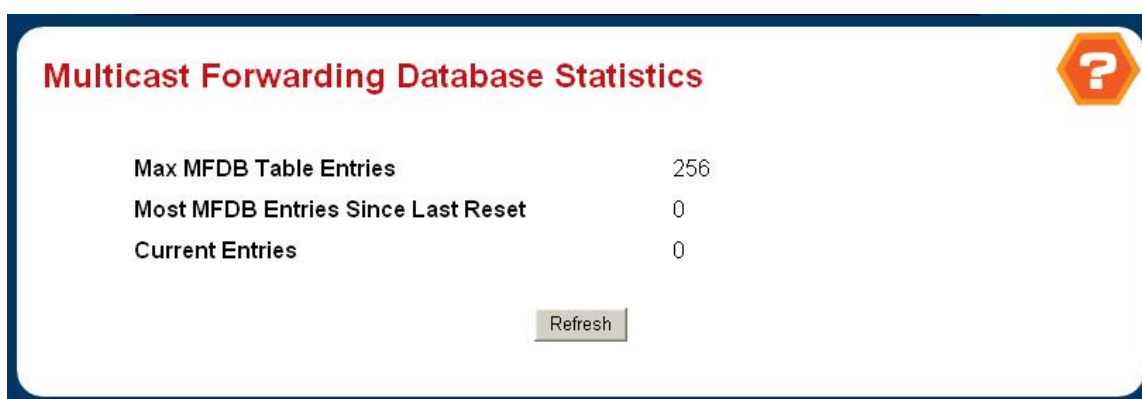 Multicast Forwarding Database Statistics
?
Max MFDB Table Entries 256
Most MFDB Entries Since Last Reset 0
Current Entries 0
Refresh